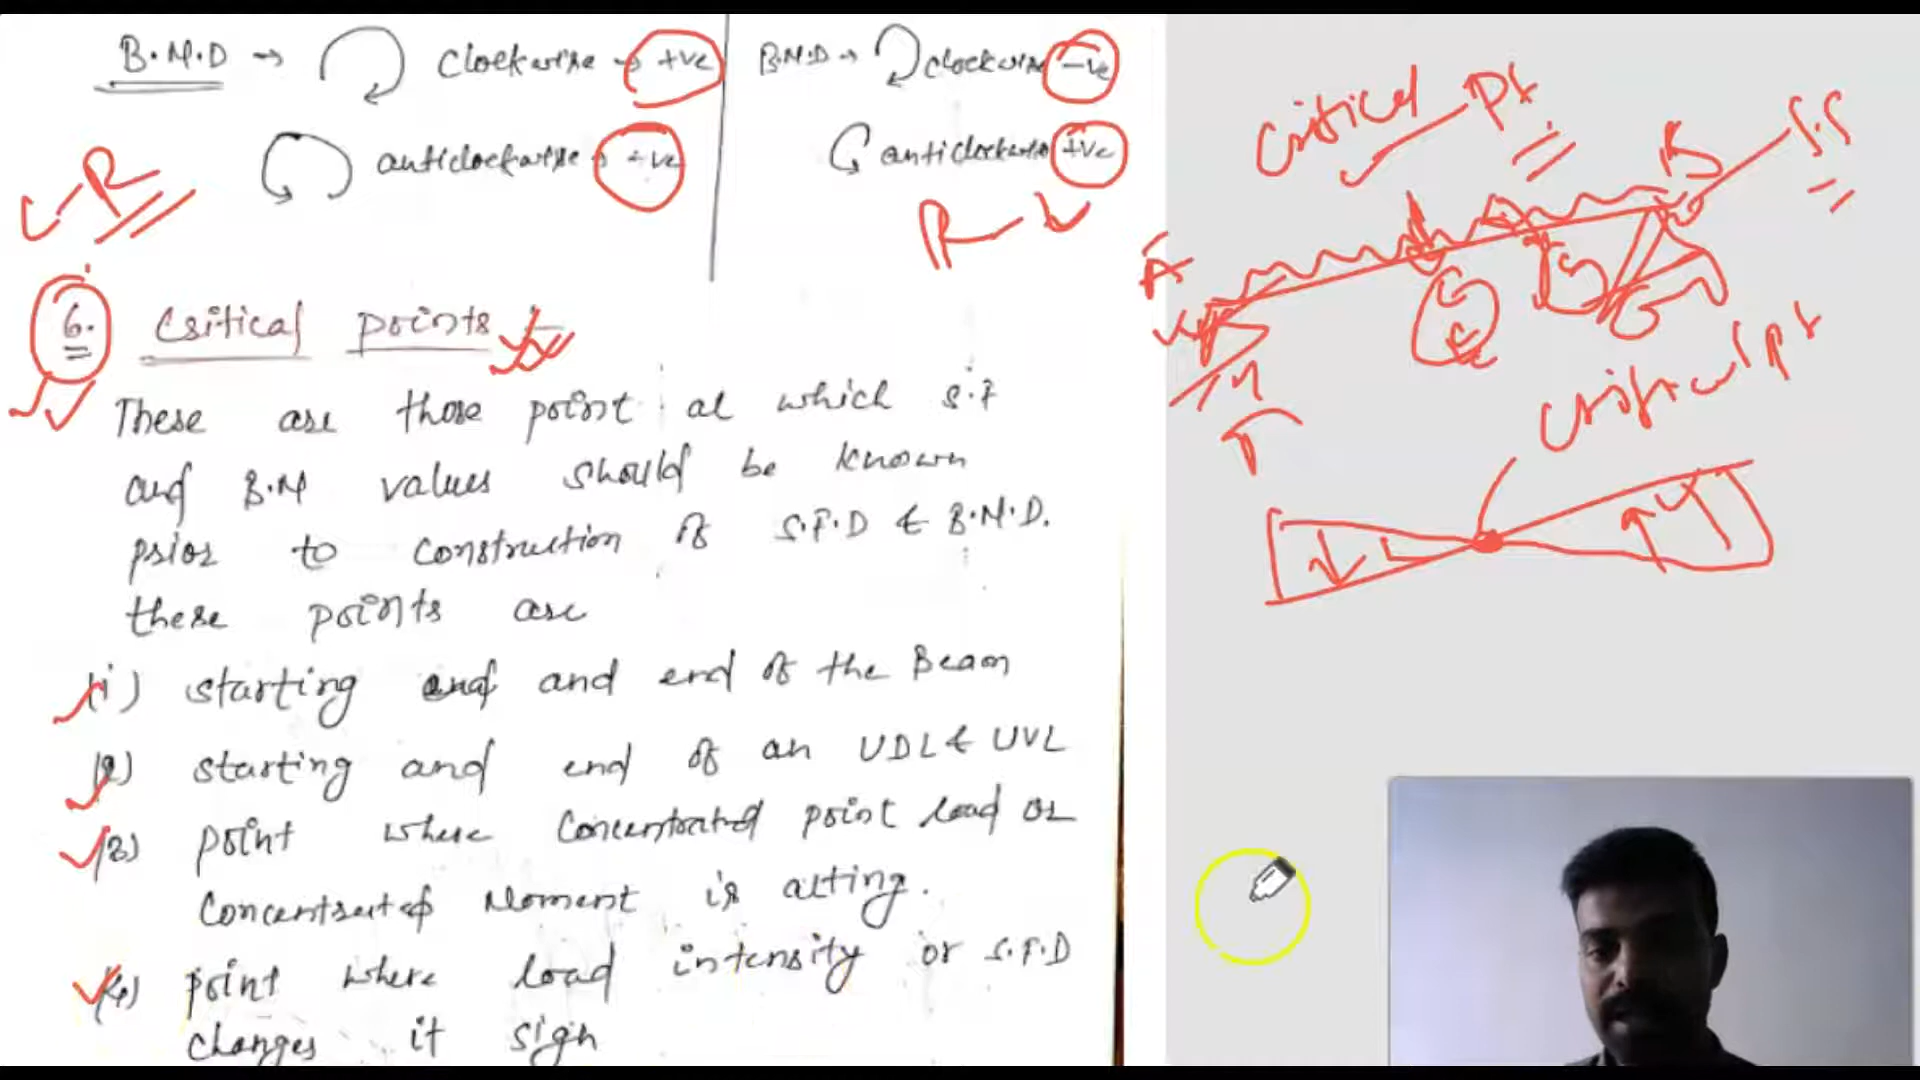 B.M.D → clockwise → +ve
anticlockwise → -ve
L-R
B.M.D → clockwise -ve
anticlockwise +ve
R-L
6. Critical points
These are those point at which S.F
and B.M values should be known
prior to construction of S.F.D & B.M.D.
these points are
(1) starting and and end of the Beam
(2) starting and end of an UDL & UVL
(3) point where concentrated point load or
concentrated Moment is acting.
(4) point where load intensity or S.F.D
changes it sign
Critical Pt
S.S
A
B
Critical pt